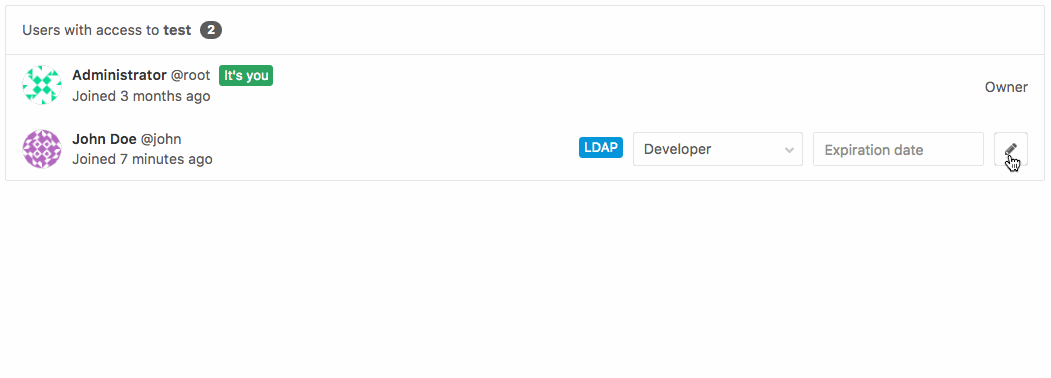 Users with access to test 2
Administrator @root It's you
Joined 3 months ago
Owner
John Doe @john
Joined 7 minutes ago
LDAP Developer Expiration date